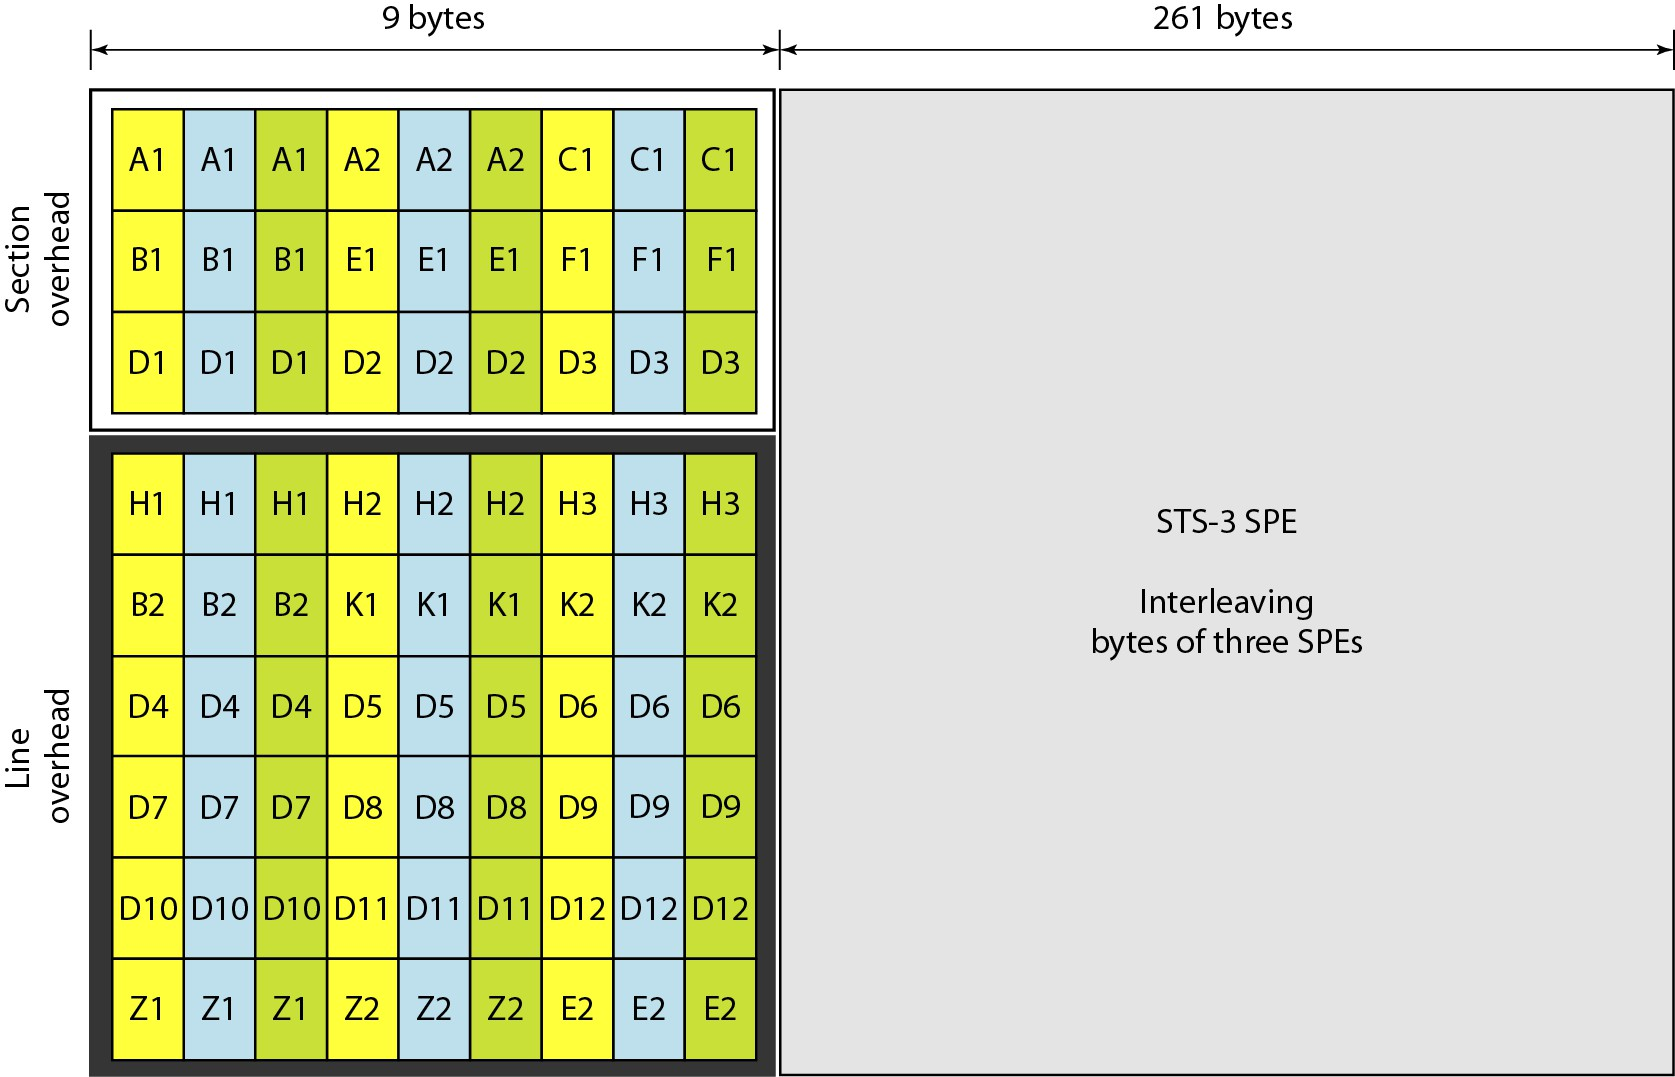 9 bytes 261 bytes
Section
overhead
A1 A1 A1 A2 A2 A2 C1 C1 C1
B1 B1 B1 E1 E1 E1 F1 F1 F1
D1 D1 D1 D2 D2 D2 D3 D3 D3
Line
overhead
H1 H1 H1 H2 H2 H2 H3 H3 H3
B2 B2 B2 K1 K1 K1 K2 K2 K2
D4 D4 D4 D5 D5 D5 D6 D6 D6
D7 D7 D7 D8 D8 D8 D9 D9 D9
D10 D10 D10 D11 D11 D11 D12 D12 D12
Z1 Z1 Z1 Z2 Z2 Z2 E2 E2 E2
STS-3 SPE
Interleaving
bytes of three SPEs